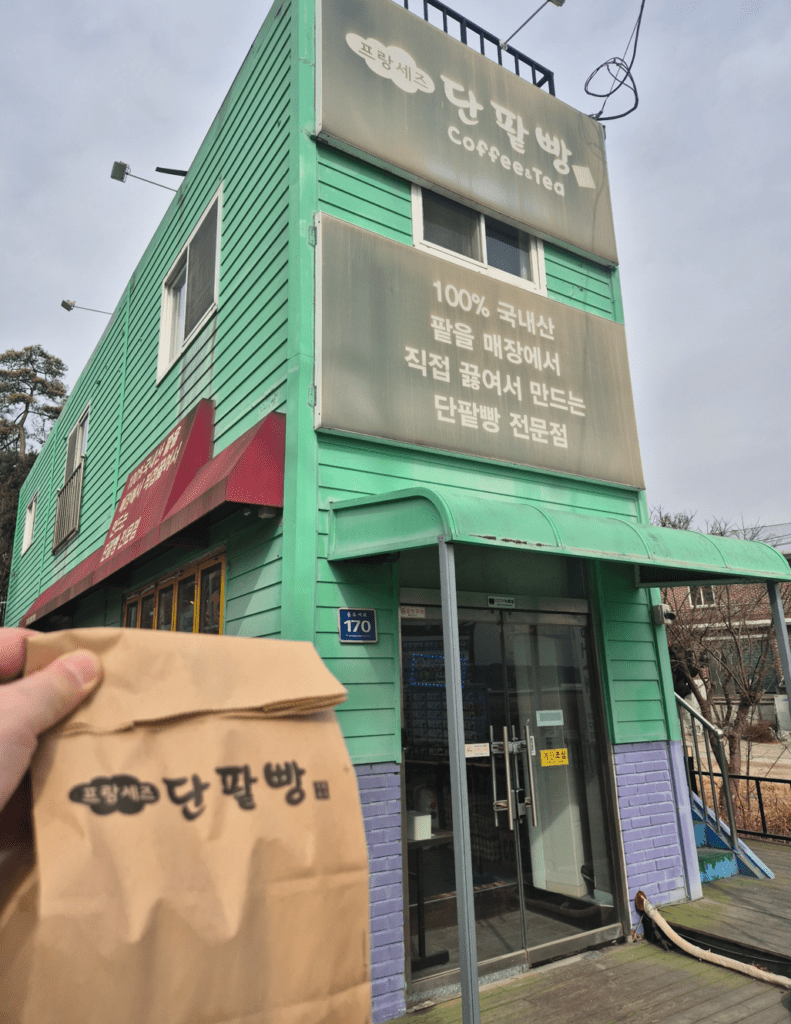 프랑세즈
단팥빵
Coffee&Tea
100% 국내산
팥을 매장에서
직접 끓여서 만드는
단팥빵 전문점
170
프랑세즈 단팥빵